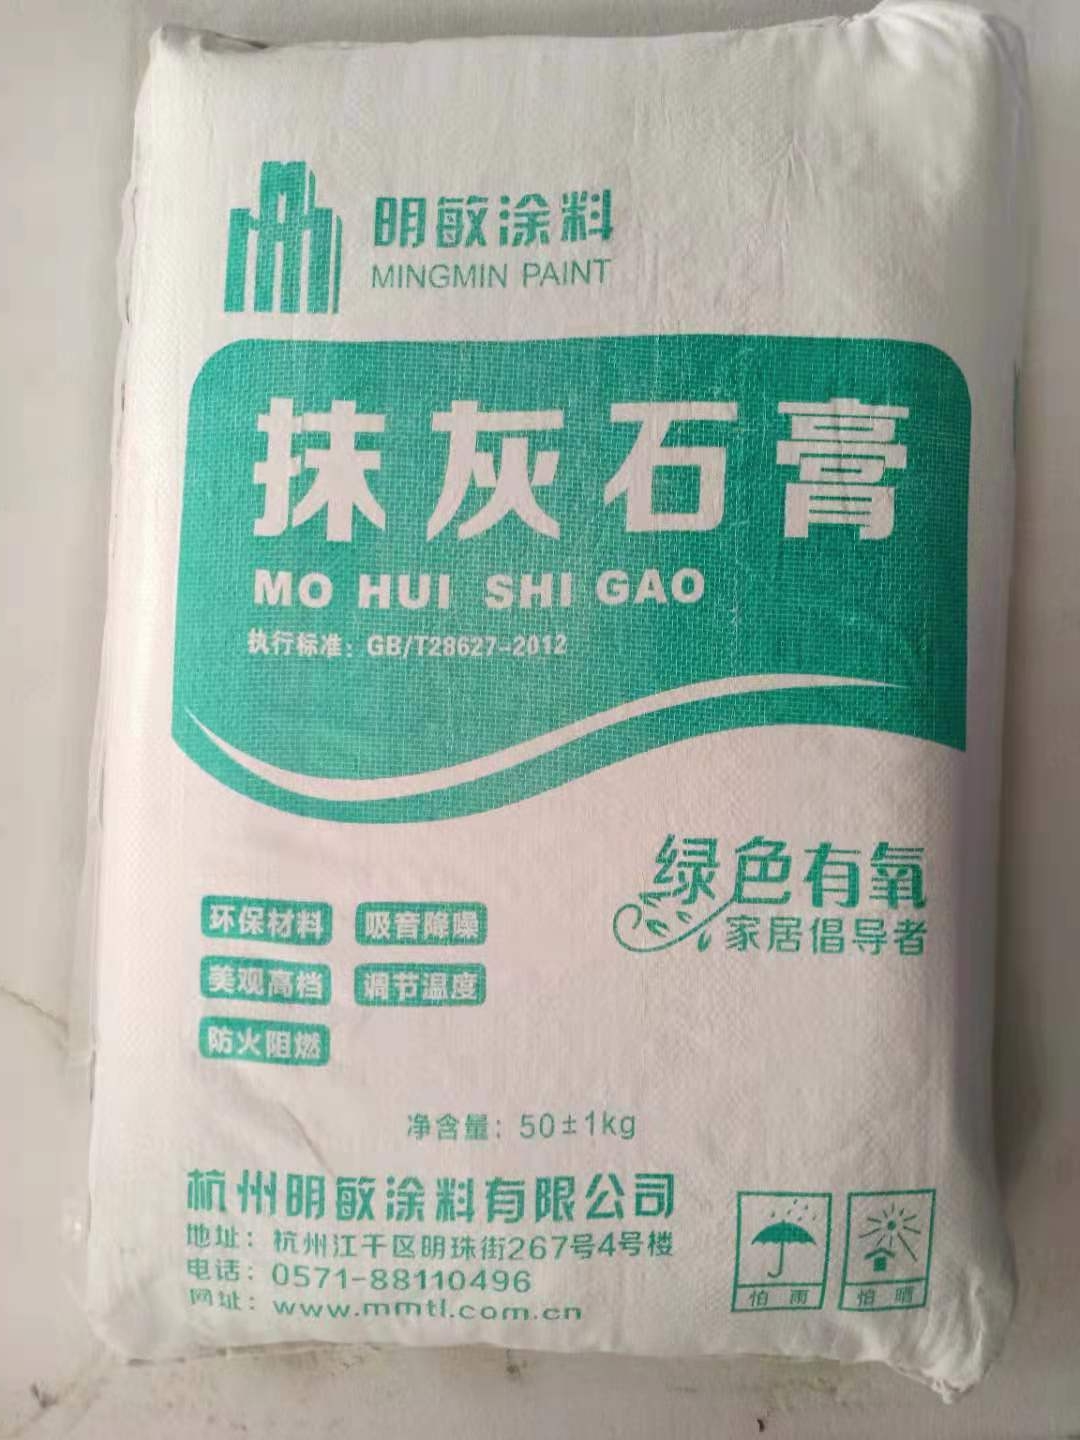 明敏涂料
MINGMIN PAINT
抹灰石膏
MO HUI SHI GAO
执行标准：GB/T28627-2012
绿色有氧
家居倡导者
环保材料 吸音降噪
美观高档 调节温度
防火阻燃
净含量：50±1kg
杭州明敏涂料有限公司
地址：杭州江干区明珠街267号4号楼
电话：0571-88110496
网址：www.mmtl.com.cn
怕雨 怕晒